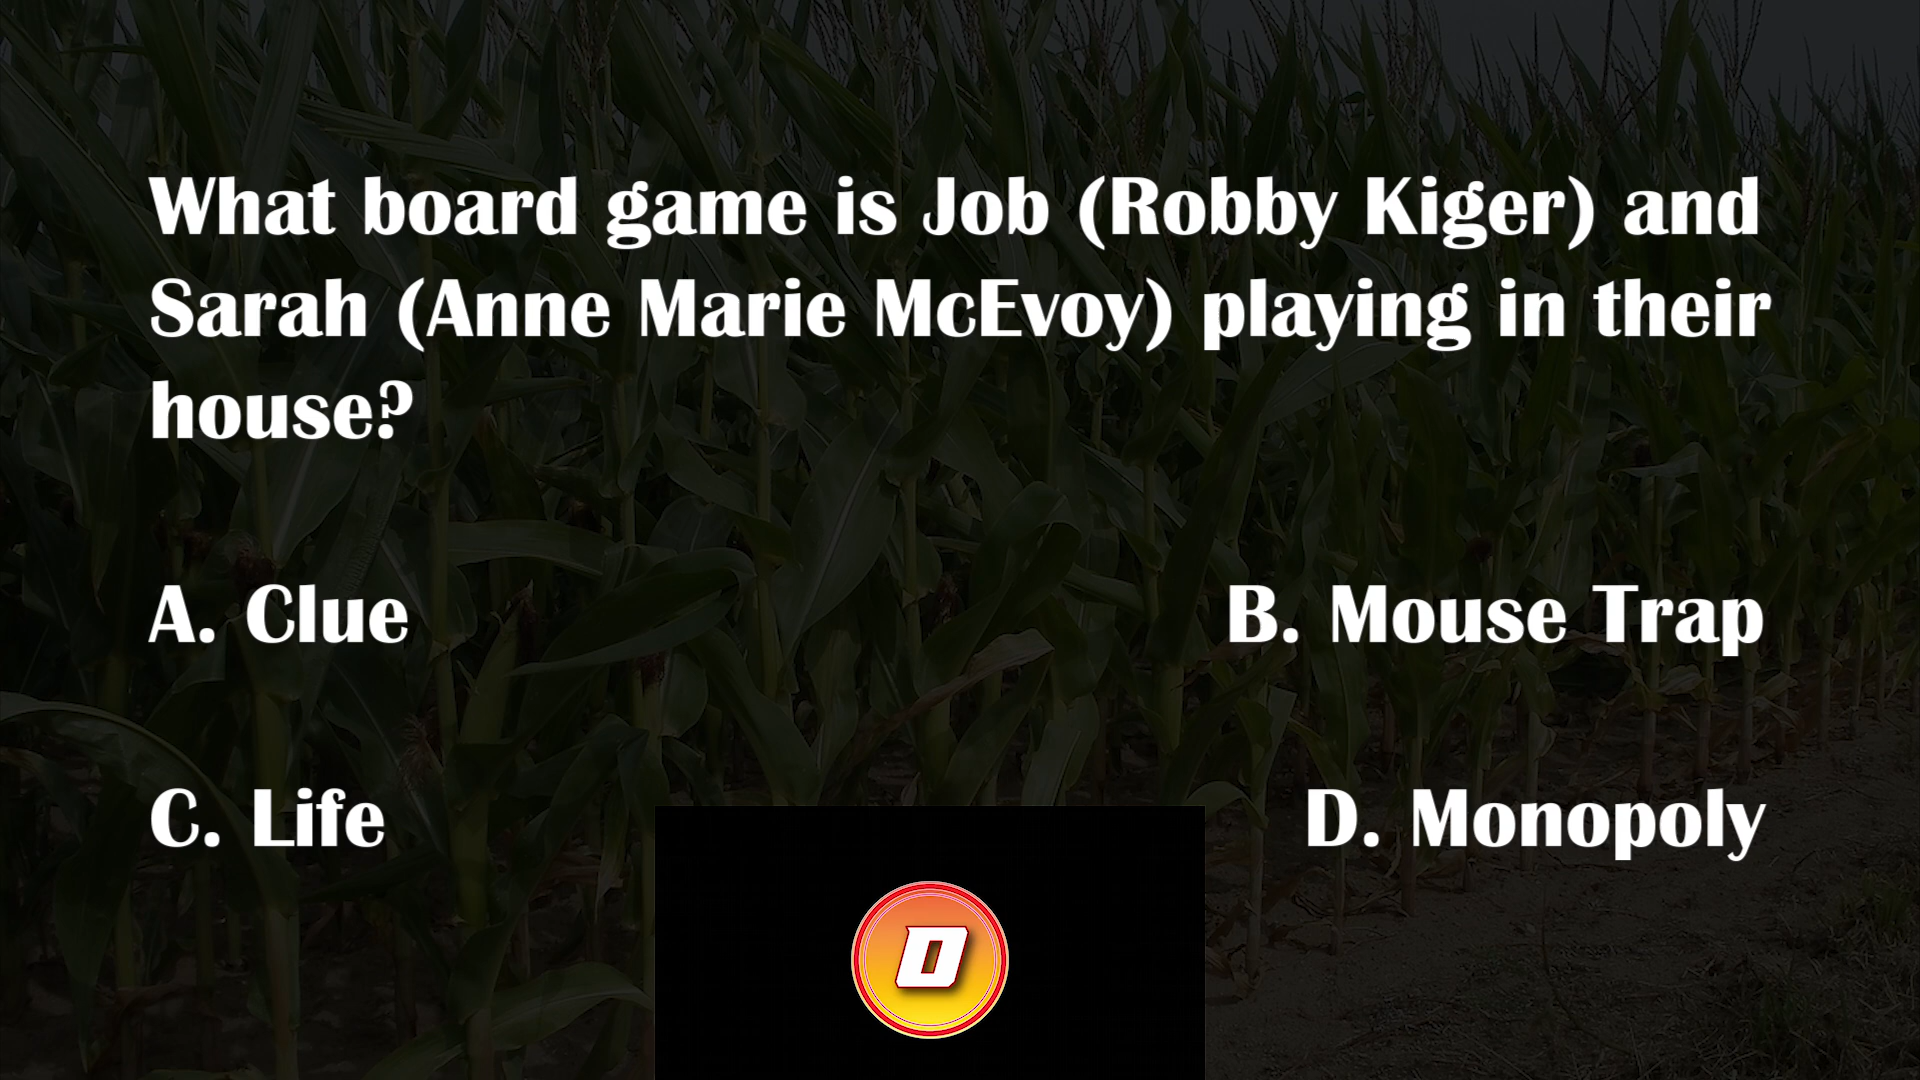 What board game is Job (Robby Kiger) and
Sarah (Anne Marie McEvoy) playing in their
house?
A. Clue
B. Mouse Trap
C. Life
D. Monopoly
0